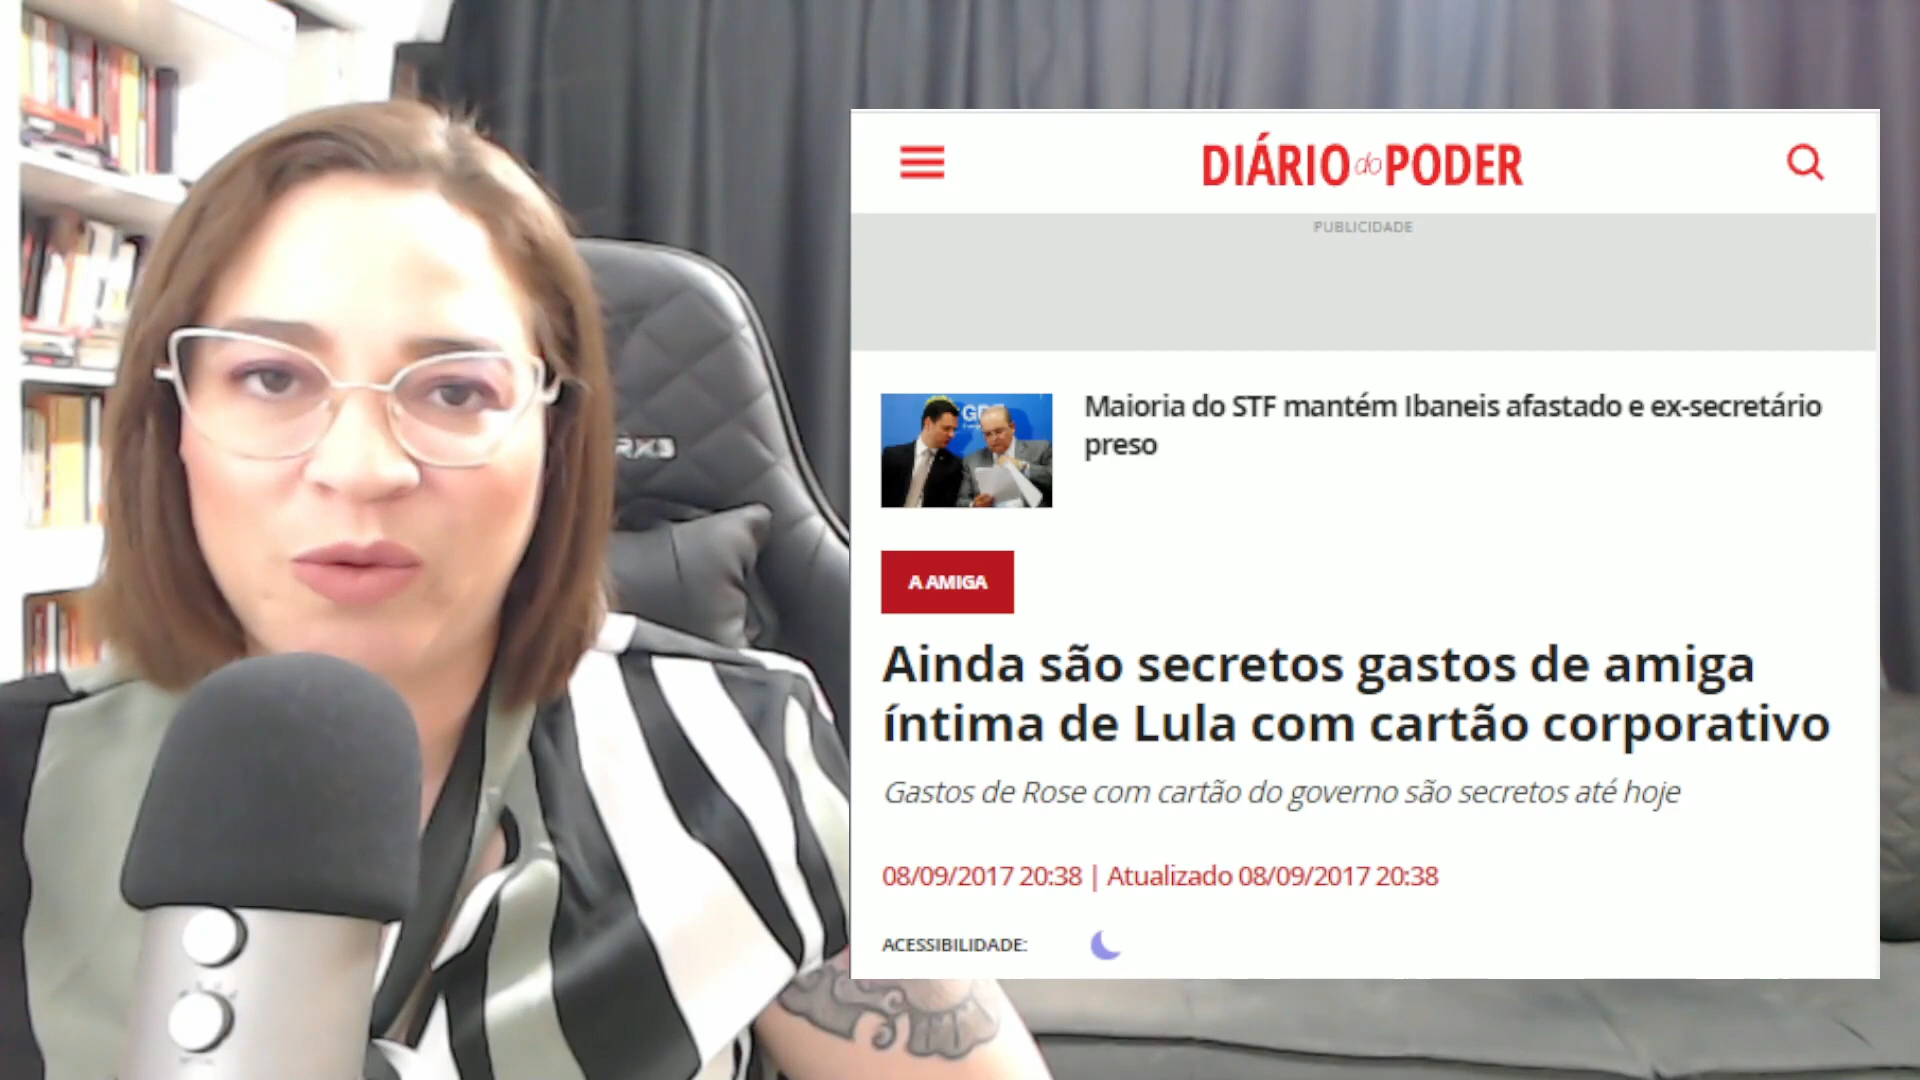 DIÁRIO do PODER
PUBLICIDADE
Maioria do STF mantém Ibaneis afastado e ex-secretário
preso
A AMIGA
Ainda são secretos gastos de amiga
íntima de Lula com cartão corporativo
Gastos de Rose com cartão do governo são secretos até hoje
08/09/2017 20:38 | Atualizado 08/09/2017 20:38
ACESSIBILIDADE: